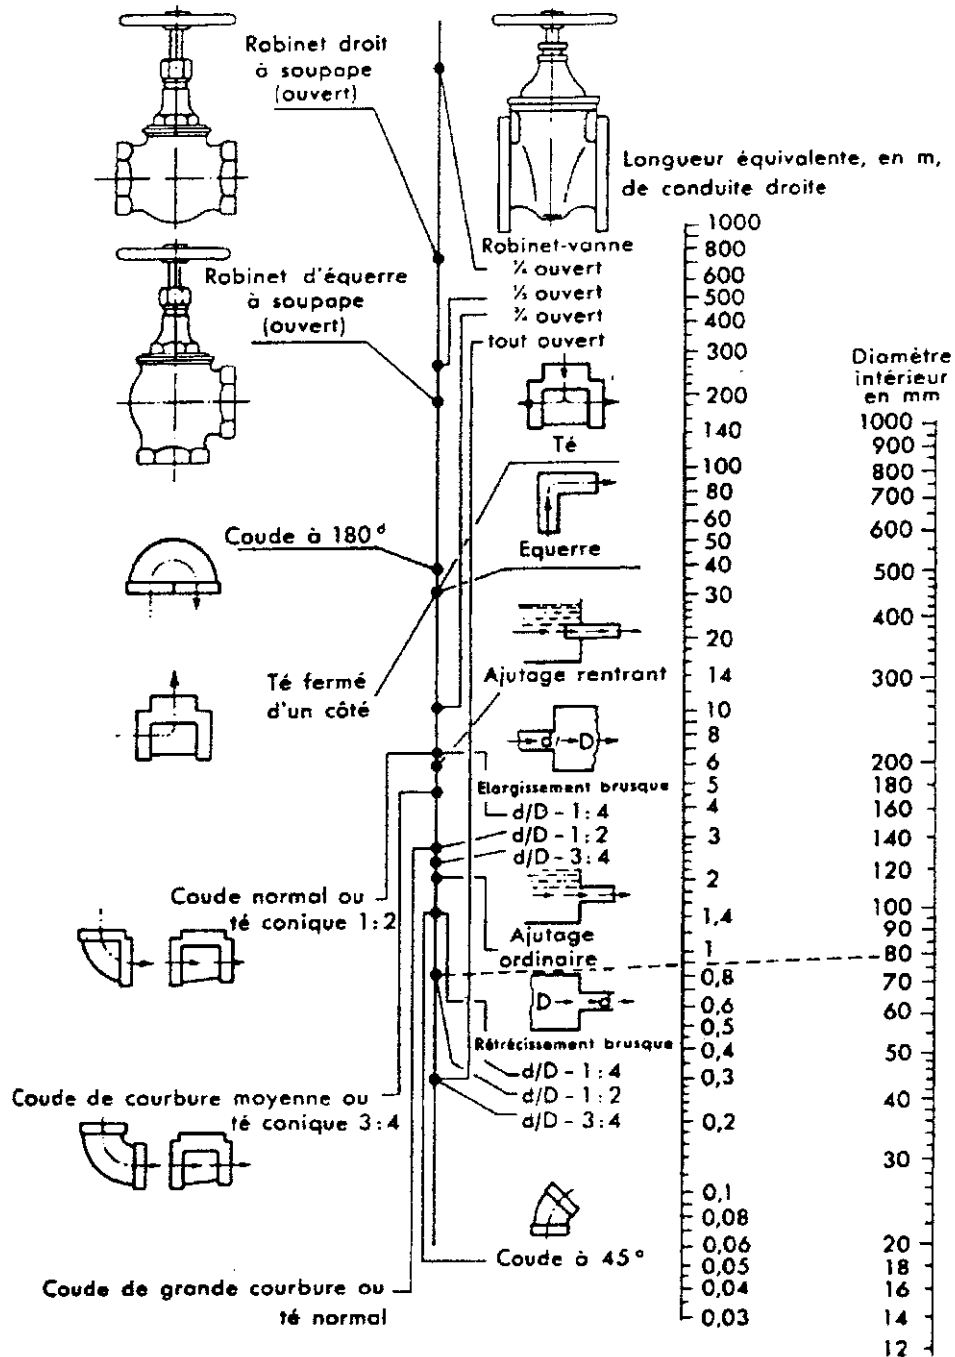 Robinet droit
à soupape
(ouvert)
Longueur équivalente, en m,
de conduite droite
Robinet-vanne
¼ ouvert
½ ouvert
¾ ouvert
tout ouvert
Robinet d'équerre
à soupape
(ouvert)
Té
Equerre
Coude à 180 d
Ajutage rentrant
Té fermé
d'un côté
d
D
Elargissement brusque
d/D - 1:4
d/D - 1:2
d/D - 3:4
Coude normal ou
té conique 1:2
Ajutage
ordinaire
D
d
Rétrécissement brusque
d/D - 1:4
d/D - 1:2
d/D - 3:4
Coude de courbure moyenne ou
té conique 3:4
Coude à 45°
Coude de grande courbure ou
té normal
1000
800
600
500
400
300
200
140
100
80
60
50
40
30
20
14
10
8
6
5
4
3
2
1,4
1
0,8
0,6
0,5
0,4
0,3
0,2
0,1
0,08
0,06
0,05
0,04
0,03
Diamètre
intérieur
en mm
1000
900
800
700
600
500
400
300
200
180
160
140
120
100
90
80
70
60
50
40
30
20
18
16
14
12